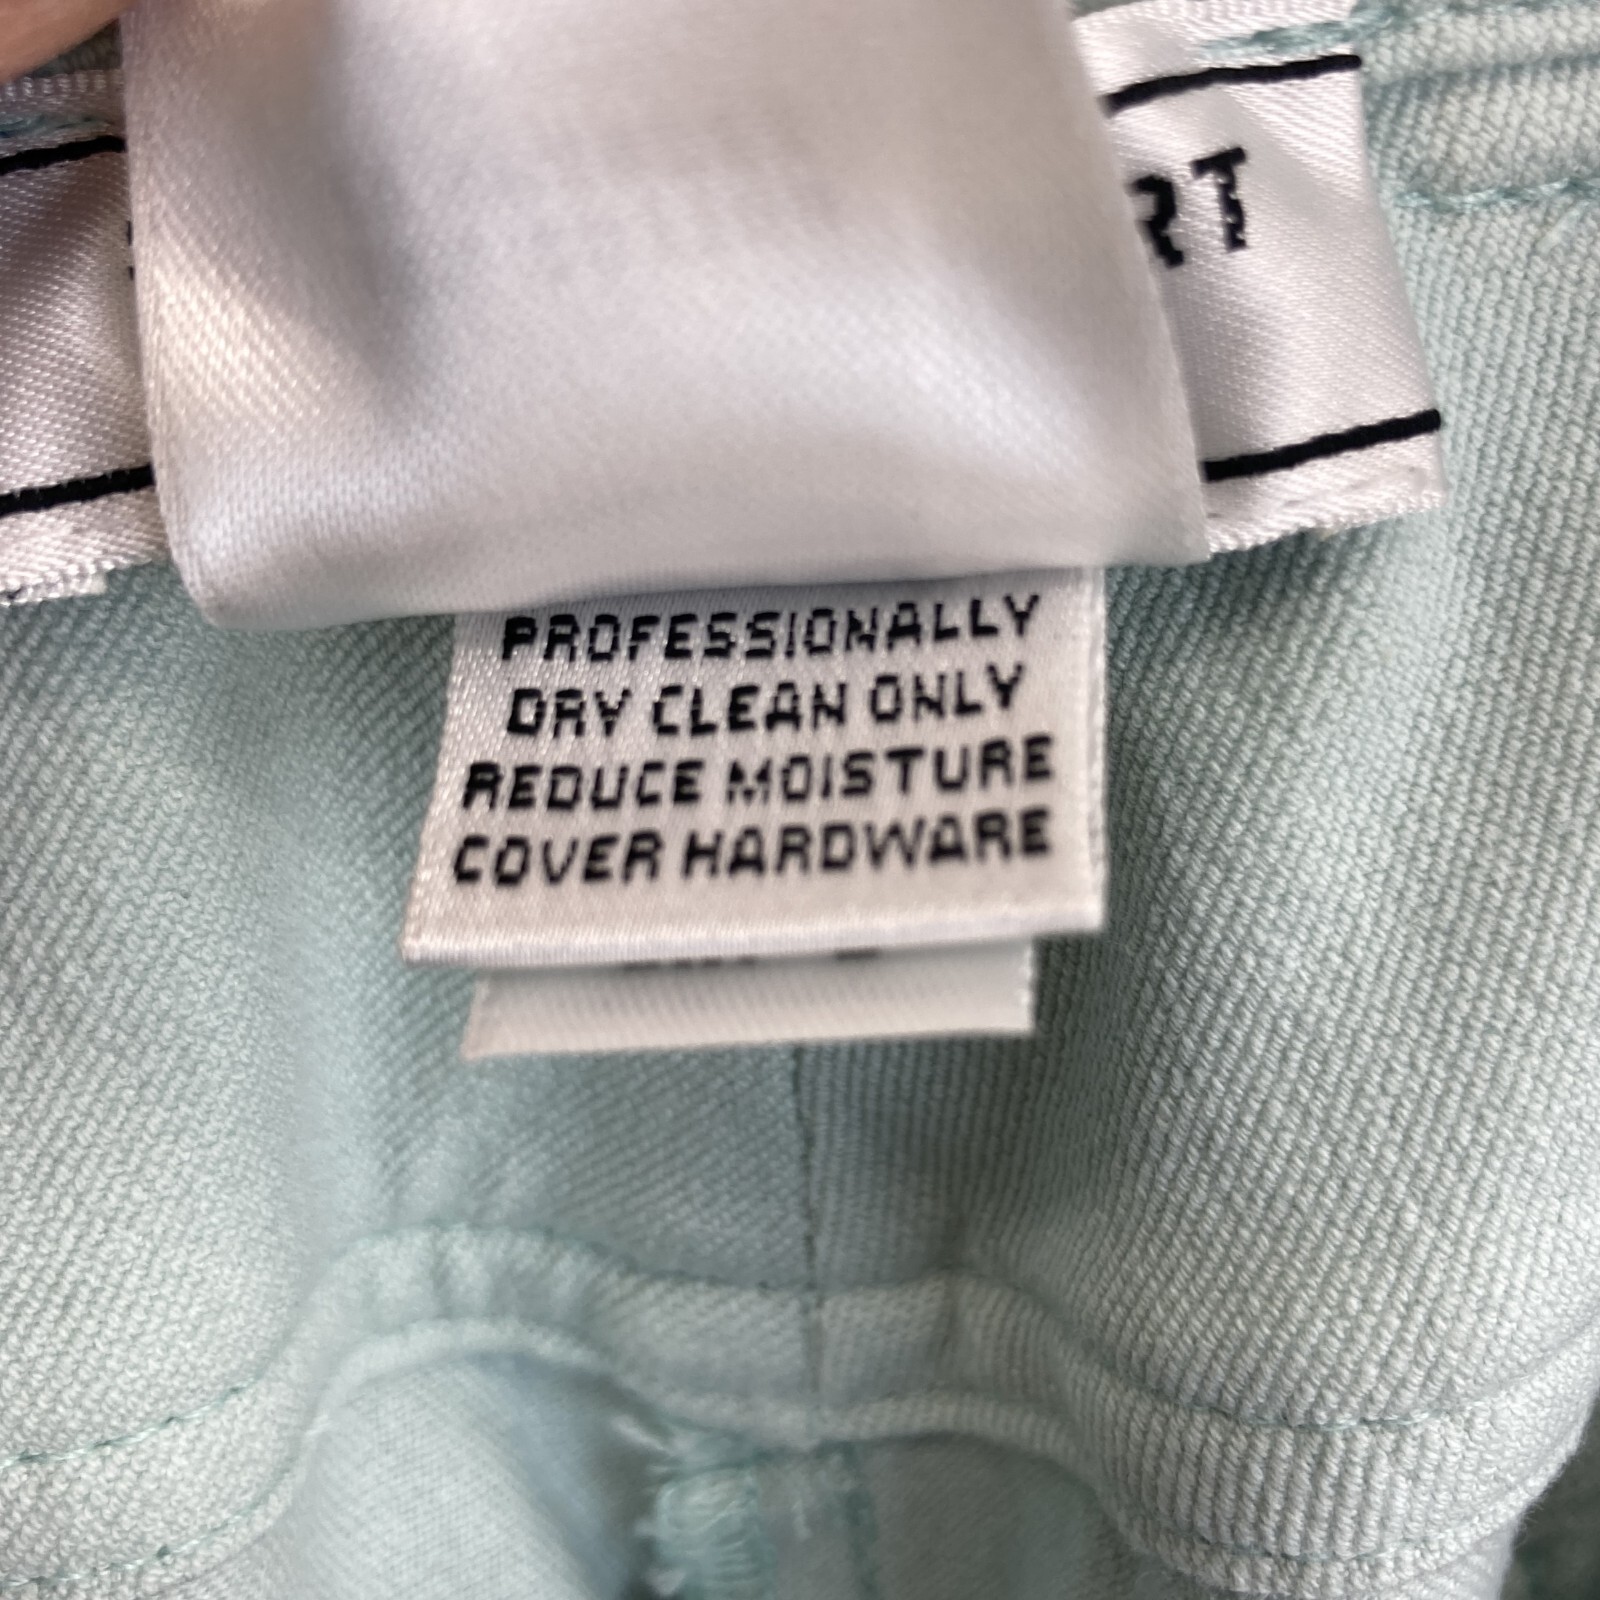 RT
PROFESSIONALLY
DRY CLEAN ONLY
REDUCE MOISTURE
COVER HARDWARE